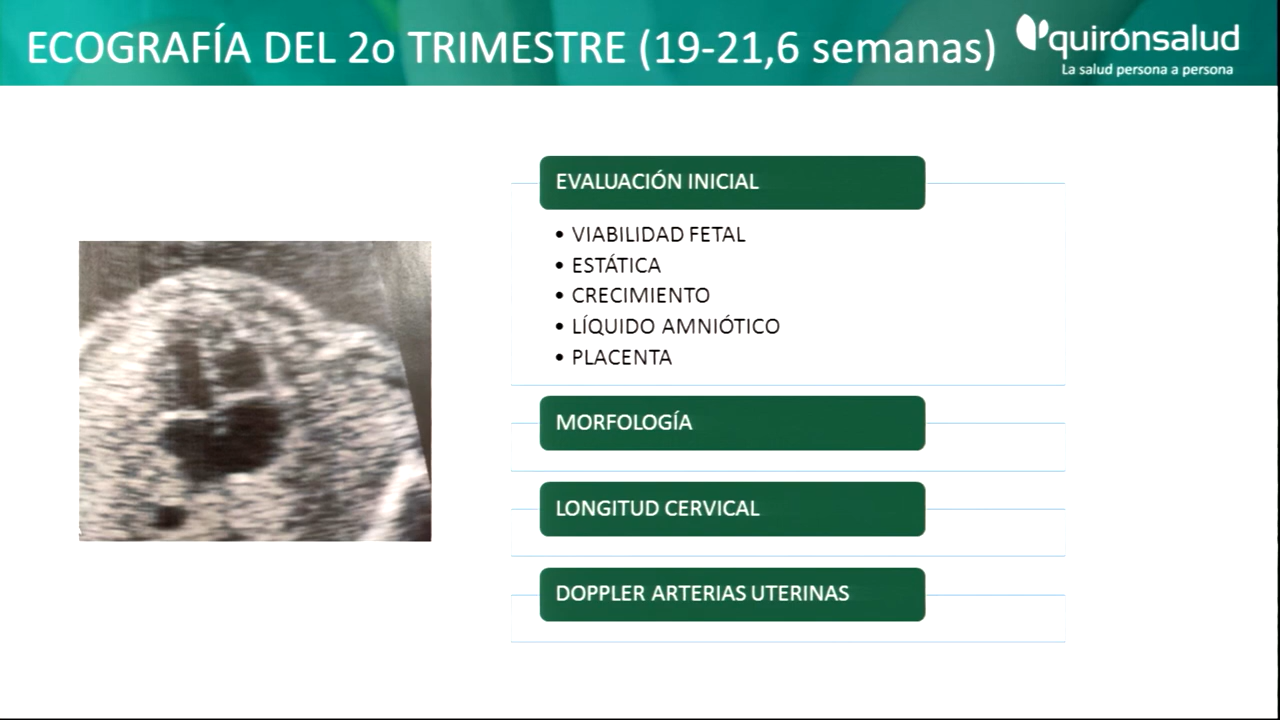 ECOGRAFÍA DEL 2o TRIMESTRE (19-21,6 semanas)
quirónsalud
La salud persona a persona
EVALUACIÓN INICIAL
• VIABILIDAD FETAL
• ESTÁTICA
• CRECIMIENTO
• LÍQUIDO AMNIÓTICO
• PLACENTA
MORFOLOGÍA
LONGITUD CERVICAL
DOPPLER ARTERIAS UTERINAS